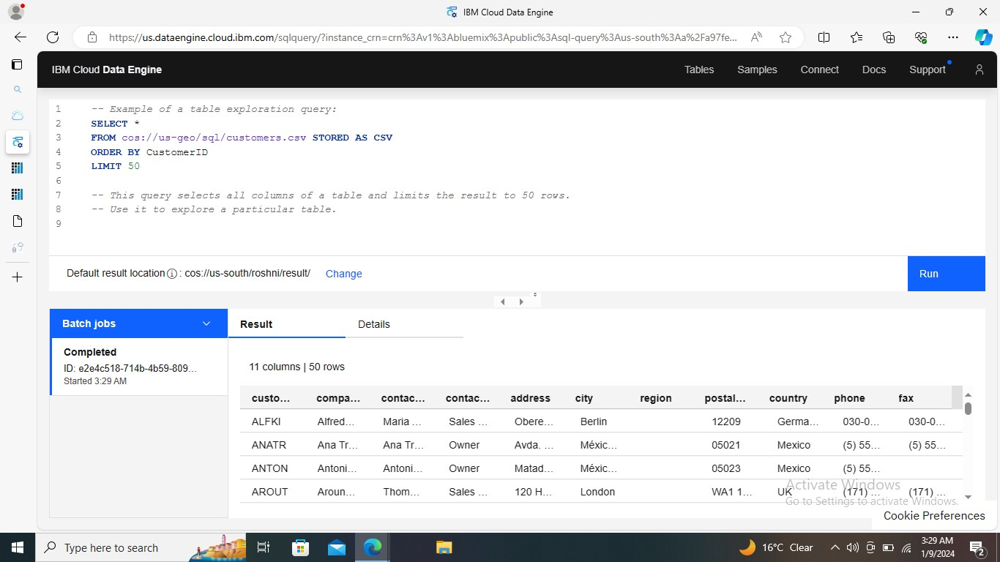 IBM Cloud Data Engine
https://us.dataengine.cloud.ibm.com/sqlquery/?instance_crn=crn%3Av1%3Abluemix%3Apublic%3Asql-query%3Aus-south%3Aa%2Fa97fe...
IBM Cloud Data Engine
Tables Samples Connect Docs Support
1 -- Example of a table exploration query:
2 SELECT *
3 FROM cos://us-geo/sql/customers.csv STORED AS CSV
4 ORDER BY CustomerID
5 LIMIT 50
6
7 -- This query selects all columns of a table and limits the result to 50 rows.
8 -- Use it to explore a particular table.
9
Default result location : cos://us-south/roshni/result/ Change
Run
Batch jobs
Result Details
Completed
ID: e2e4c518-714b-4b59-809...
Started 3:29 AM
11 columns | 50 rows
custo... compa... contac... contac... address city region postal... country phone fax
ALFKI Alfred... Maria ... Sales ... Obere... Berlin 12209 Germa... 030-0... 030-0...
ANATR Ana Tr... Ana Tr... Owner Avda. ... Méxic... 05021 Mexico (5) 55... (5) 55...
ANTON Antoni... Antoni... Owner Matad... Méxic... 05023 Mexico (5) 55...
AROUT Aroun... Thom... Sales ... 120 H... London WA1 1... UK (171) ... (171) ...
Activate Windows
Go to Settings to activate Windows.
Cookie Preferences
Type here to search
16°C Clear
3:29 AM
1/9/2024
2